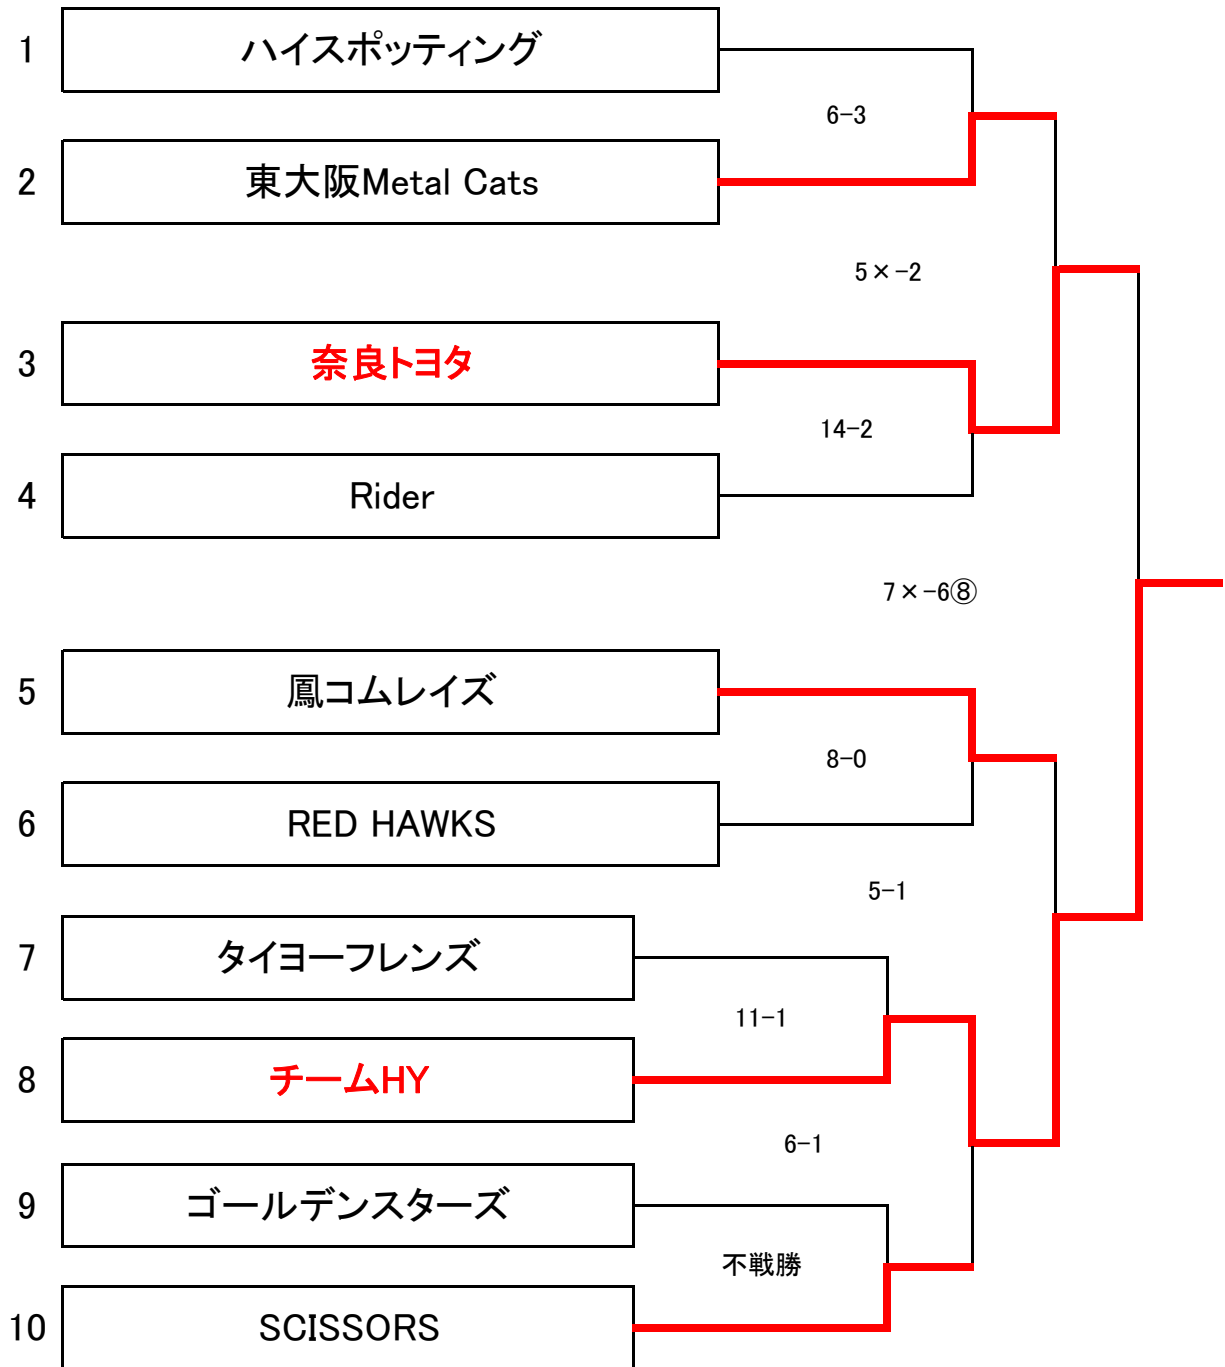 1 ハイスポッティング
6-3
2 東大阪Metal Cats
5×-2
3 奈良トヨタ
14-2
4 Rider
7×-6⑧
5 鳳コムレイズ
8-0
6 RED HAWKS
5-1
7 タイヨーフレンズ
11-1
8 チームHY
6-1
9 ゴールデンスターズ
不戦勝
10 SCISSORS